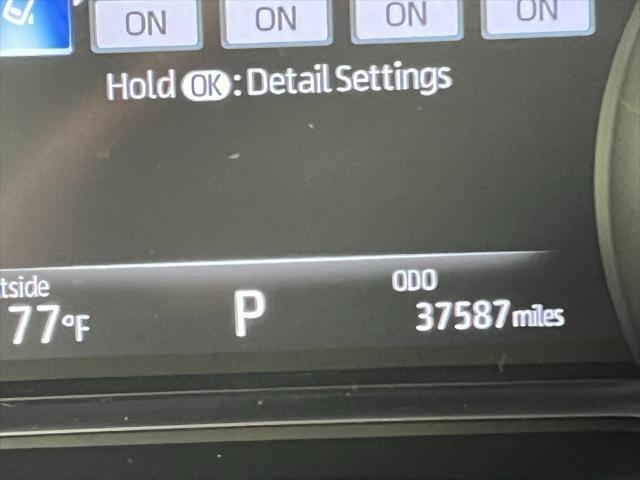 ON ON ON ON
Hold OK : Detail Settings
tside ODO
77°F P 37587 miles